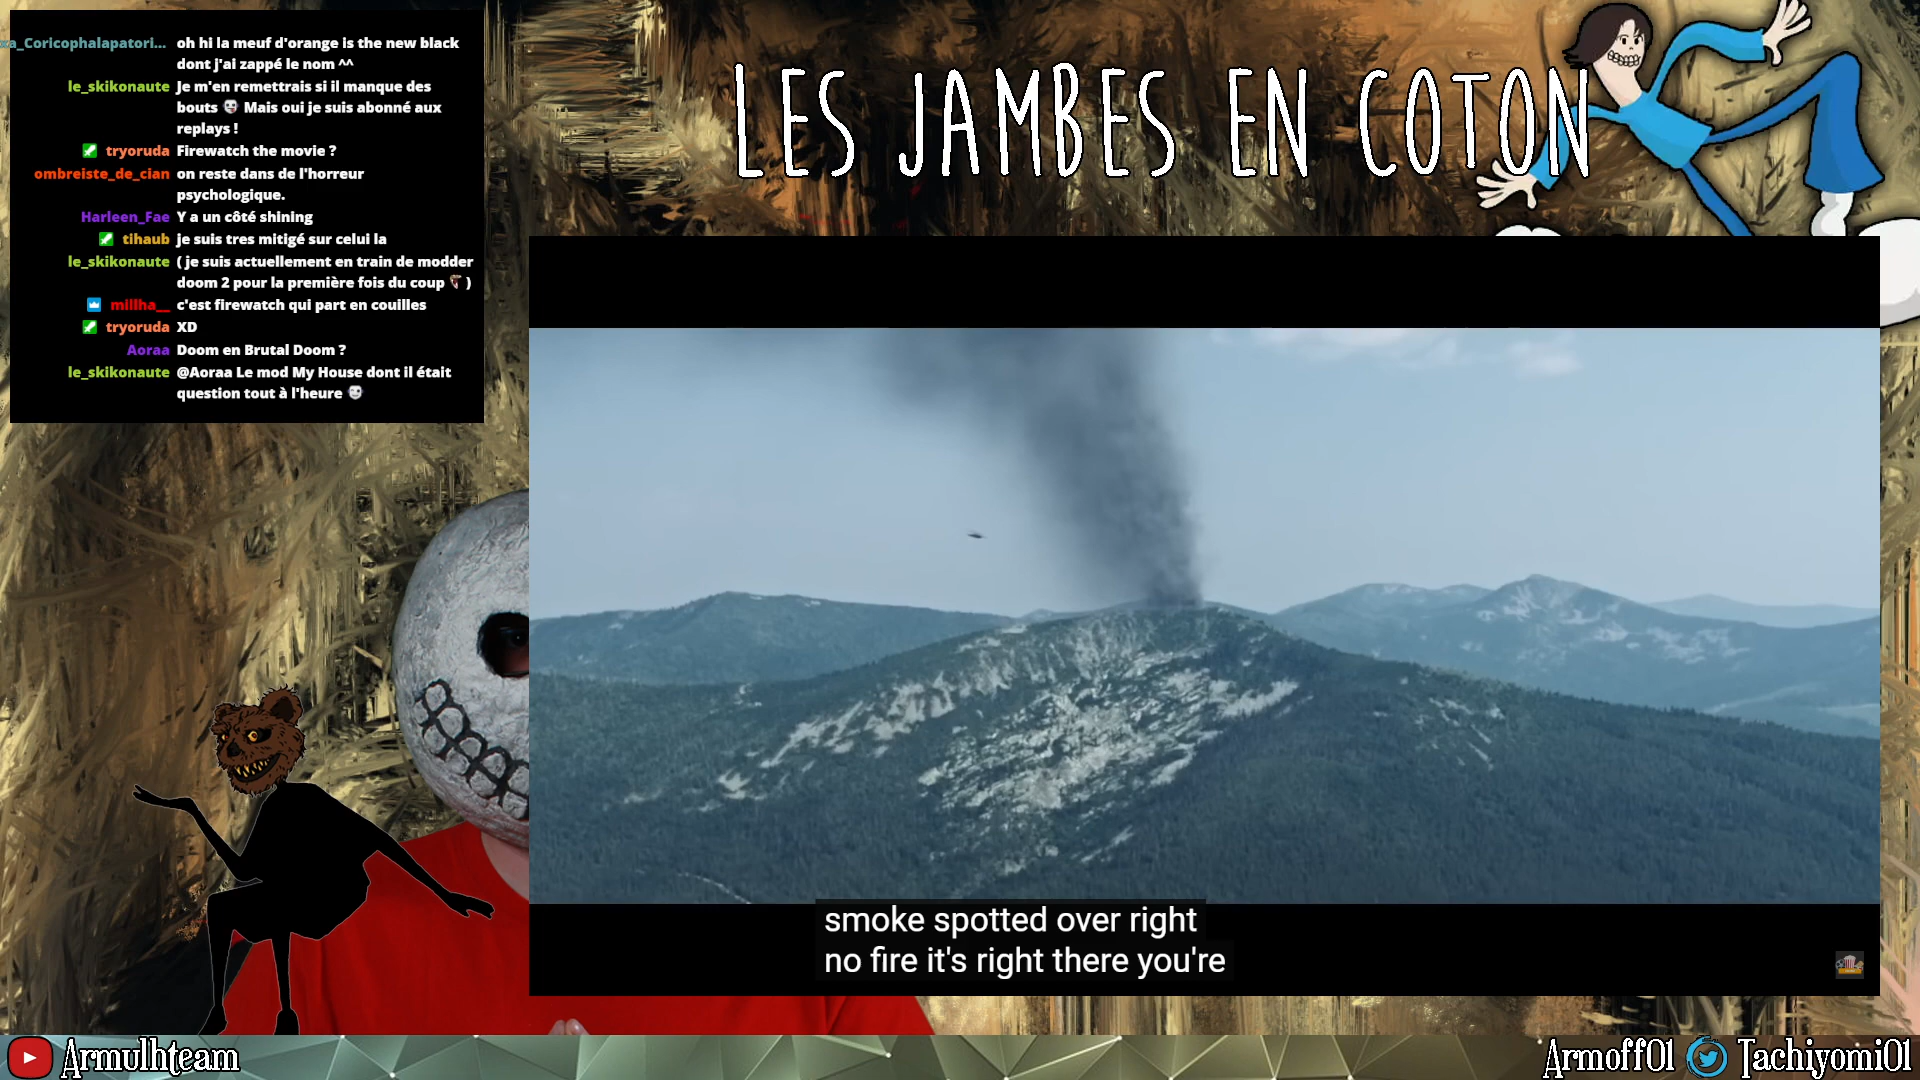 xa_Coricophalapatori... oh hi la meuf d'orange is the new black
dont j'ai zappé le nom ^^
le_skikonaute Je m'en remettrais si il manque des
bouts Mais oui je suis abonné aux
replays !
tryoruda Firewatch the movie ?
ombreiste_de_cian on reste dans de l'horreur
psychologique.
Harleen_Fae Y a un côté shining
tihaub je suis tres mitigé sur celui la
le_skikonaute ( je suis actuellement en train de modder
doom 2 pour la première fois du coup )
millha__ c'est firewatch qui part en couilles
tryoruda XD
Aoraa Doom en Brutal Doom ?
le_skikonaute @Aoraa Le mod My House dont il était
question tout à l'heure
LES JAMBES EN COTON
smoke spotted over right
no fire it's right there you're
Armulhteam
Armoff01 Tachiyomi01